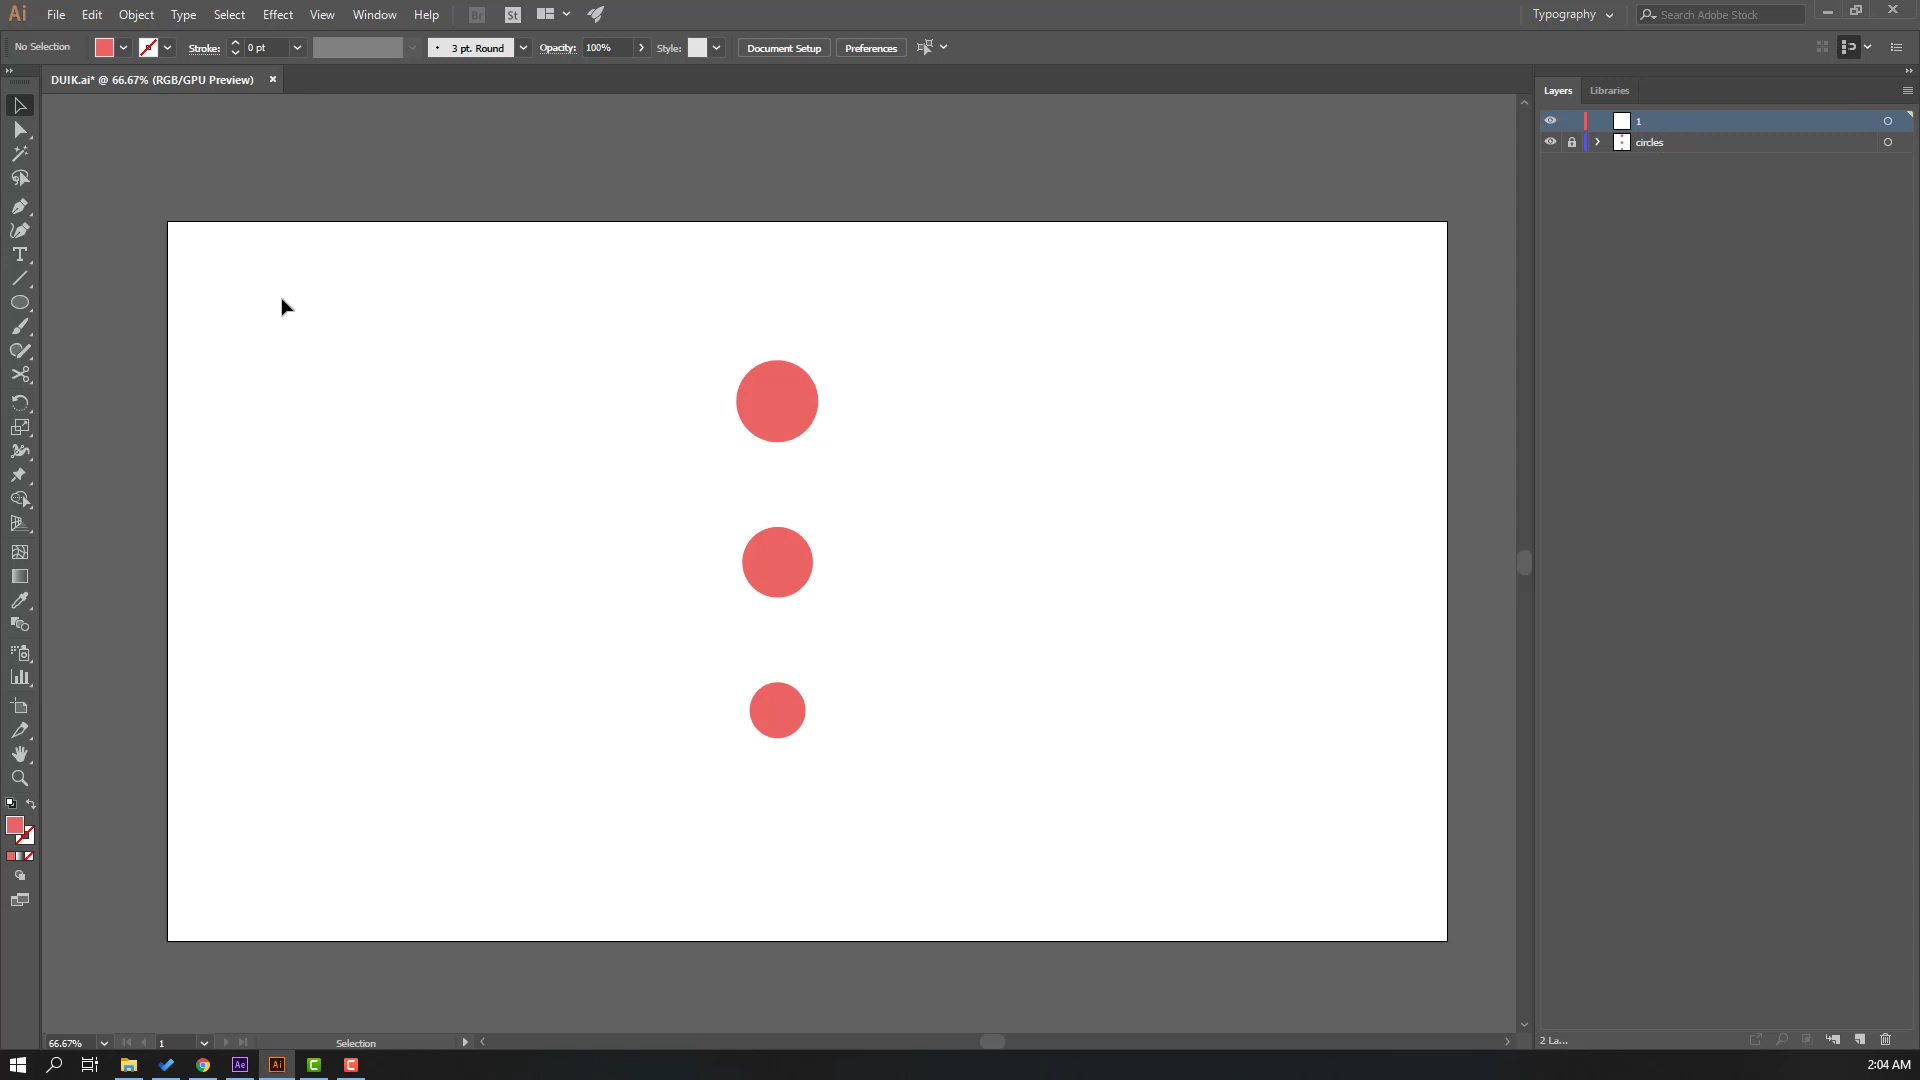 Ai File Edit Object Type Select Effect View Window Help Br St Typography Search Adobe Stock
No Selection Stroke: 0 pt 3 pt. Round Opacity: 100% Style: Document Setup Preferences
DUIK.ai* @ 66.67% (RGB/GPU Preview) ×
Layers Libraries
1
circles
66.67% 1 Selection 2 La...
Ae Ai C C 2:04 AM